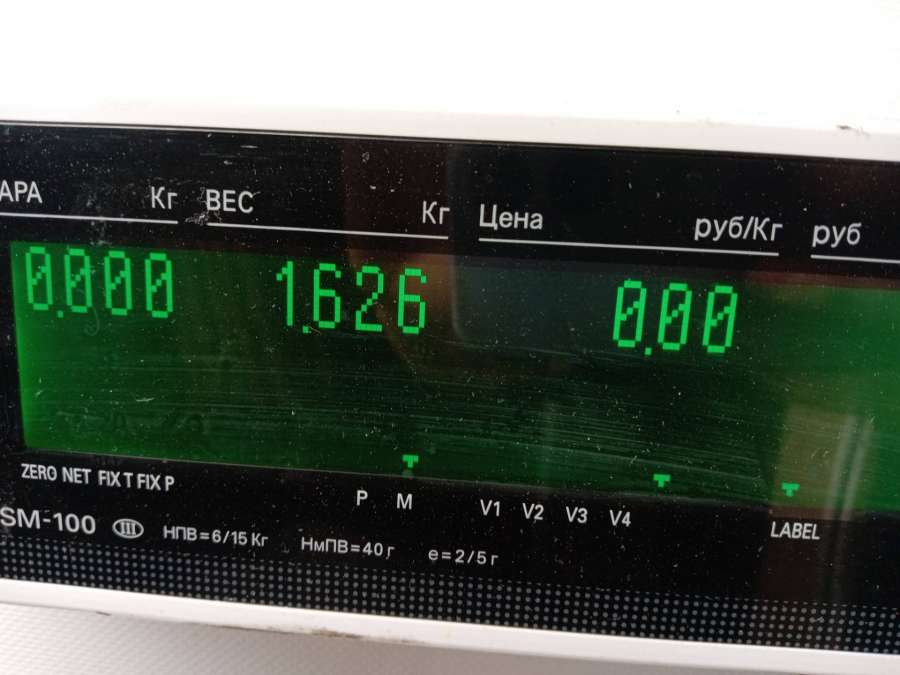 АРА Кг ВЕС Кг Цена руб/Кг руб
0.000 1.626 0.00
ZERO NET FIX T FIX P P M V1 V2 V3 V4 LABEL
SM-100 III НПВ=6/15 Кг НмПВ=40 г e=2/5 г